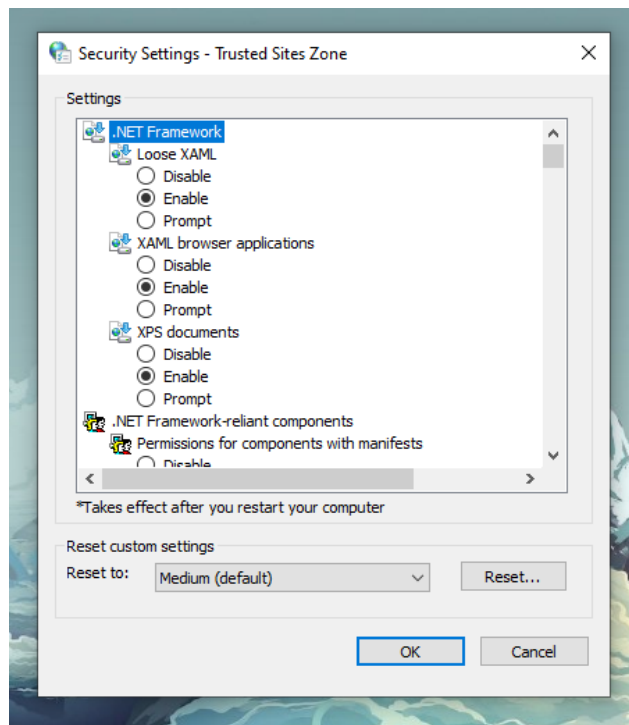 Security Settings - Trusted Sites Zone
Settings
.NET Framework
Loose XAML
Disable
Enable
Prompt
XAML browser applications
Disable
Enable
Prompt
XPS documents
Disable
Enable
Prompt
.NET Framework-reliant components
Permissions for components with manifests
Disable
*Takes effect after you restart your computer
Reset custom settings
Reset to: Medium (default) Reset...
OK Cancel